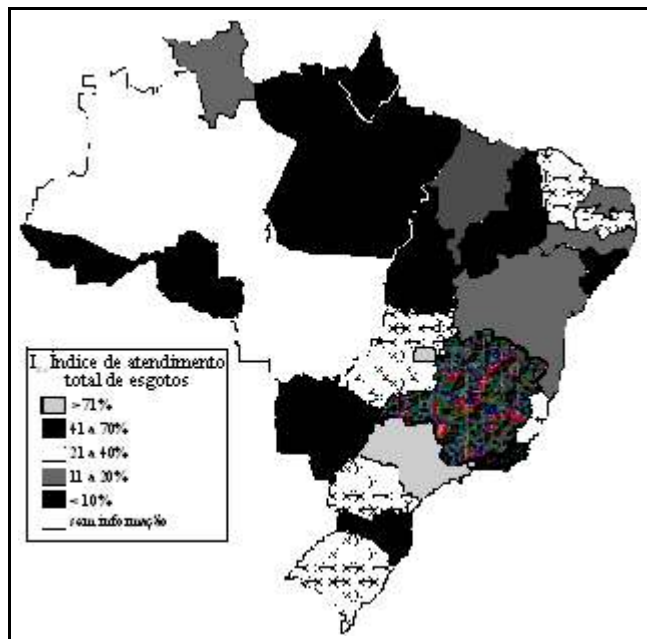 Índice de atendimento
total de esgotos
>71%
41 a 70%
21 a 40%
11 a 20%
<10%
sem informação